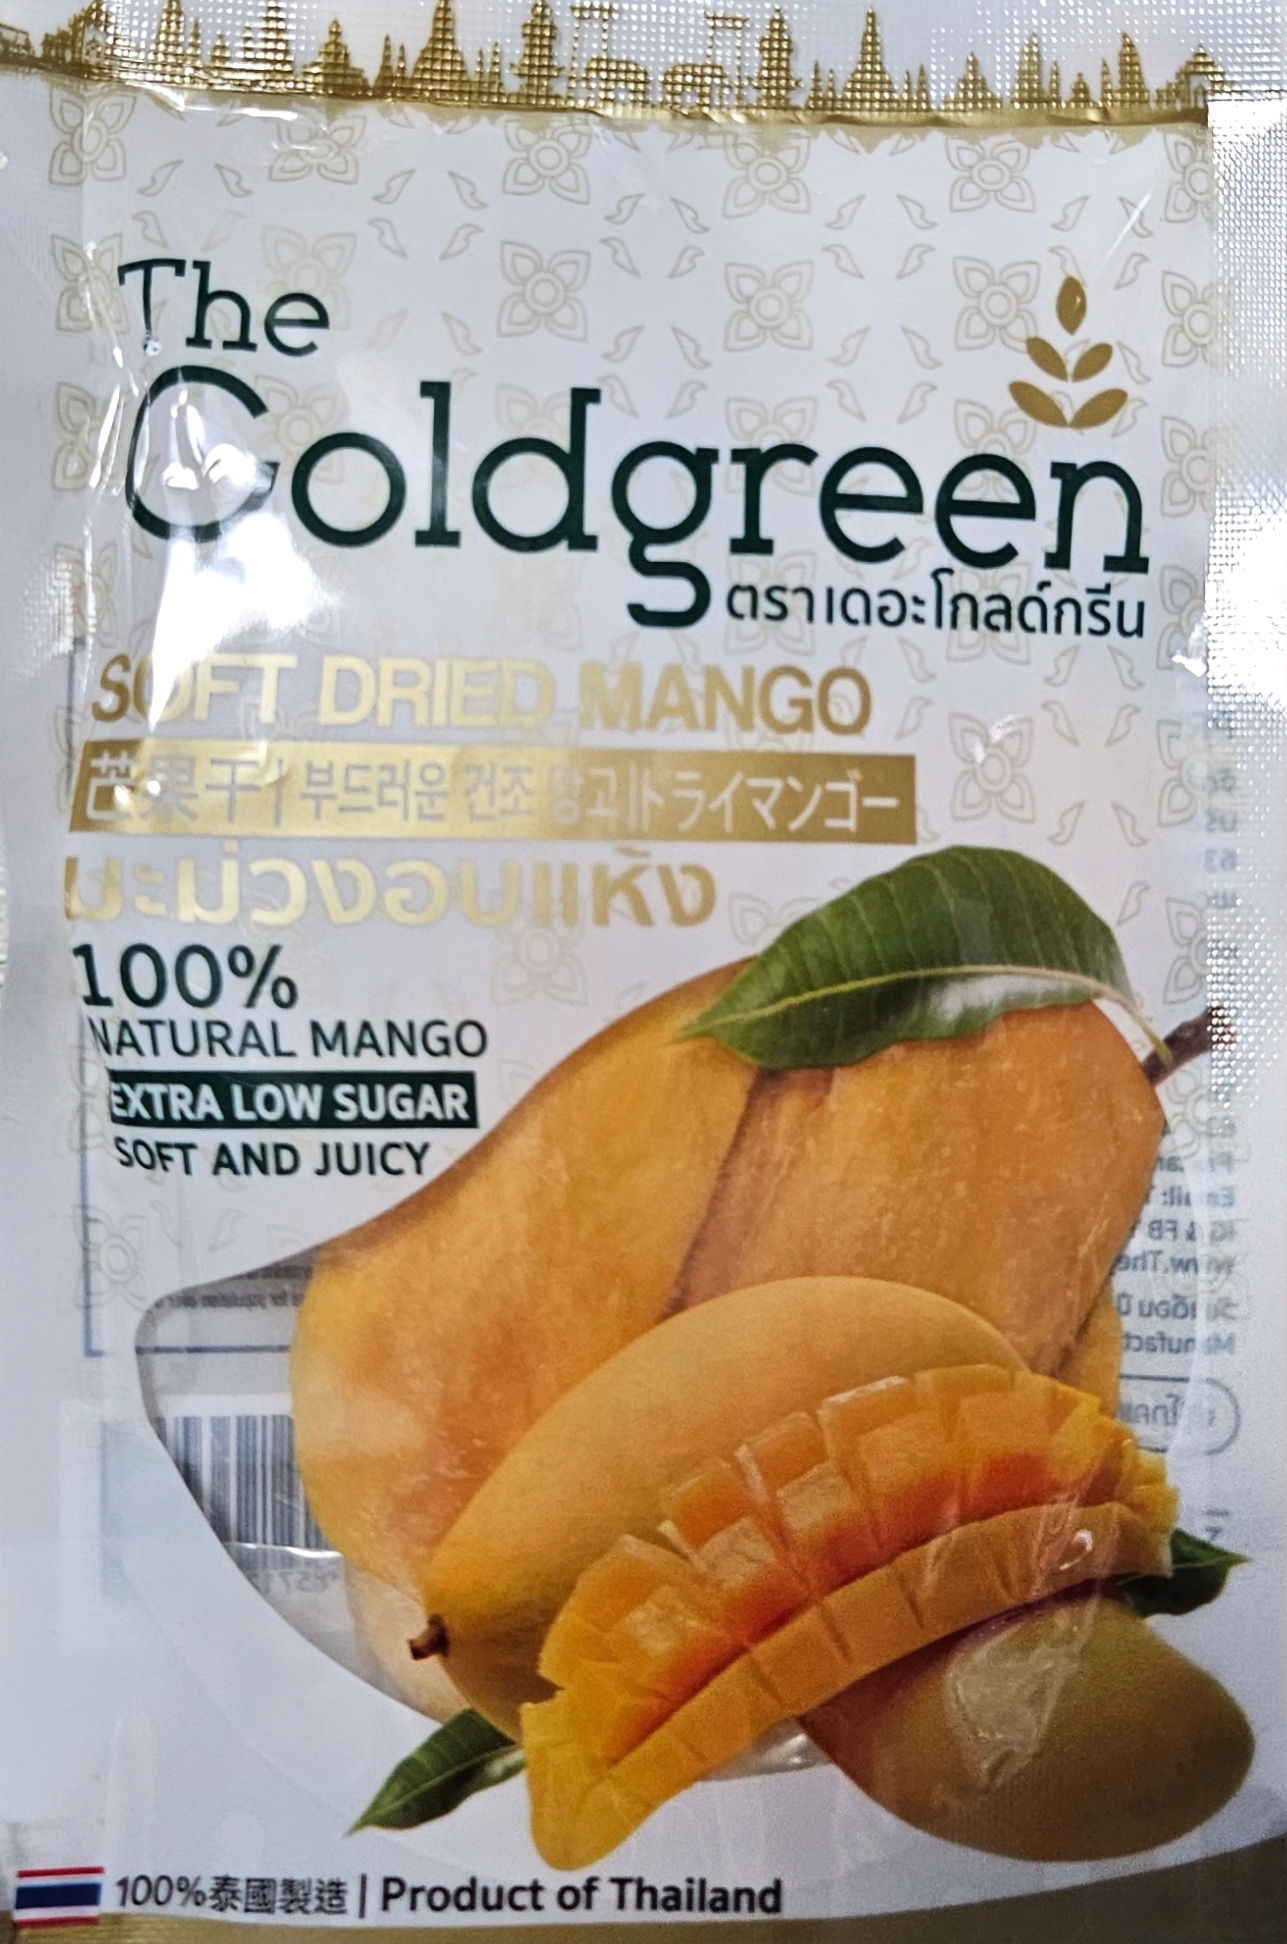 The
Goldgreen
ตราเดอะโกลด์กรีน
SOFT DRIED MANGO
芒果干 | 부드러운 건조 망고 | ドライマンゴー
มะม่วงอบแห้ง
100%
NATURAL MANGO
EXTRA LOW SUGAR
SOFT AND JUICY
100%泰國製造 | Product of Thailand